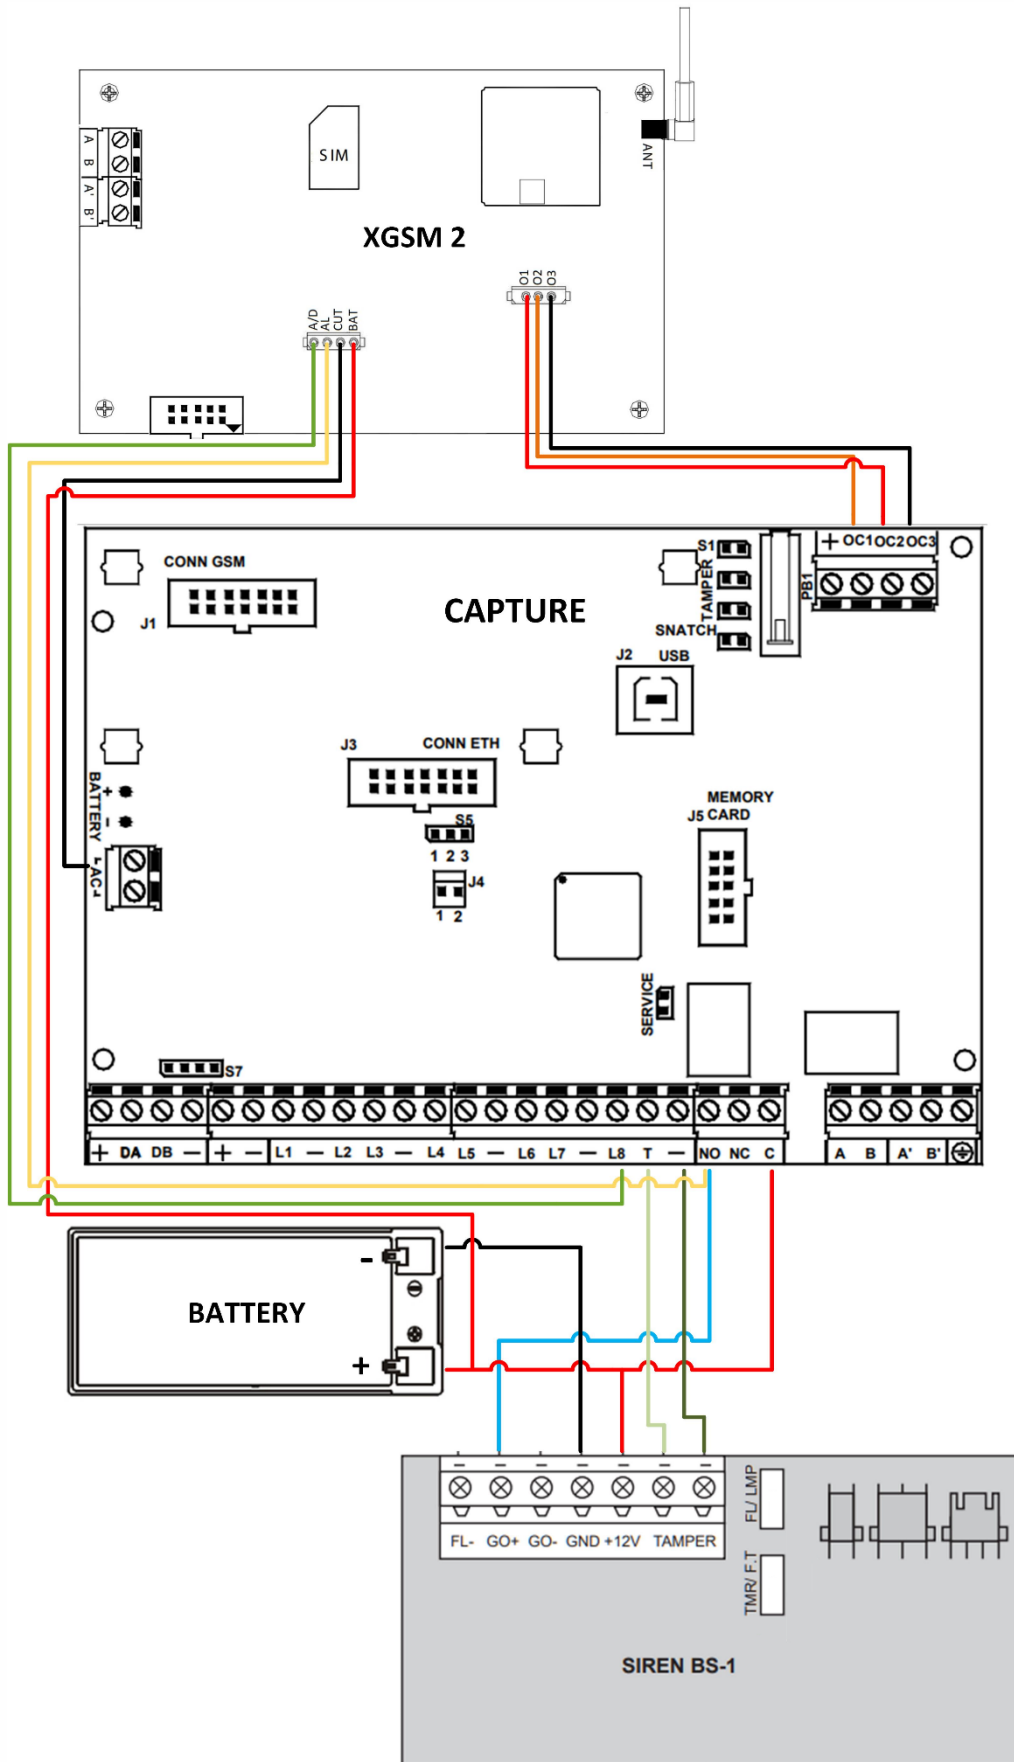 A
B
A'
B'
SIM
ANT
XGSM 2
O1
O2
O3
A/D
AL
CUT
BAT
CONN GSM
J1
CAPTURE
S1
TAMPER
SNATCH
PB1
+ OC1 OC2 OC3
J2 USB
J3 CONN ETH
S5
1 2 3
J4
1 2
BATTERY
+
-
AC
MEMORY
J5 CARD
SERVICE
S7
+ DA DB — + — L1 — L2 L3 — L4 L5 — L6 L7 — L8 T — NO NC C A B A' B'
-
BATTERY
+
FL- GO+ GO- GND +12V TAMPER
FL/ LMP
TMR/ F.T
SIREN BS-1